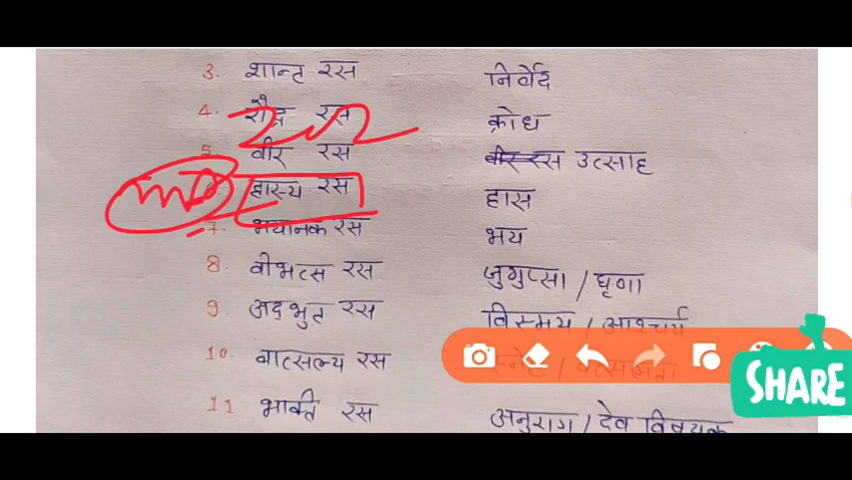 3. शान्ट रस निर्वेद
4. रौद्र रस क्रोध
5. वीर रस वीर रस उत्साह
6. हास्य रस हास
7. भयानक रस भय
8. वीभत्स रस जुगुप्सा / घृणा
9. अदभुत रस विस्मय / आश्चर्य
10. वात्सल्य रस
11 भक्ति रस अनुराग / देव विषयक
SHARE